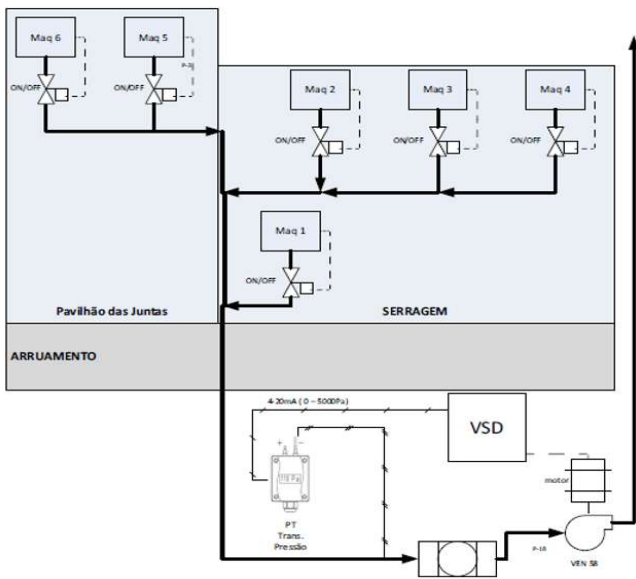 Maq 6
Maq 5
P-3
ON/OFF
ON/OFF
Maq 2
Maq 3
Maq 4
ON/OFF
ON/OFF
ON/OFF
Maq 1
ON/OFF
Pavilhão das Juntas
SERRAGEM
ARRUAMENTO
4-20mA ( 0 – 5000Pa)
VSD
+
-
motor
PT
Trans.
Pressão
P-18
VEN 58